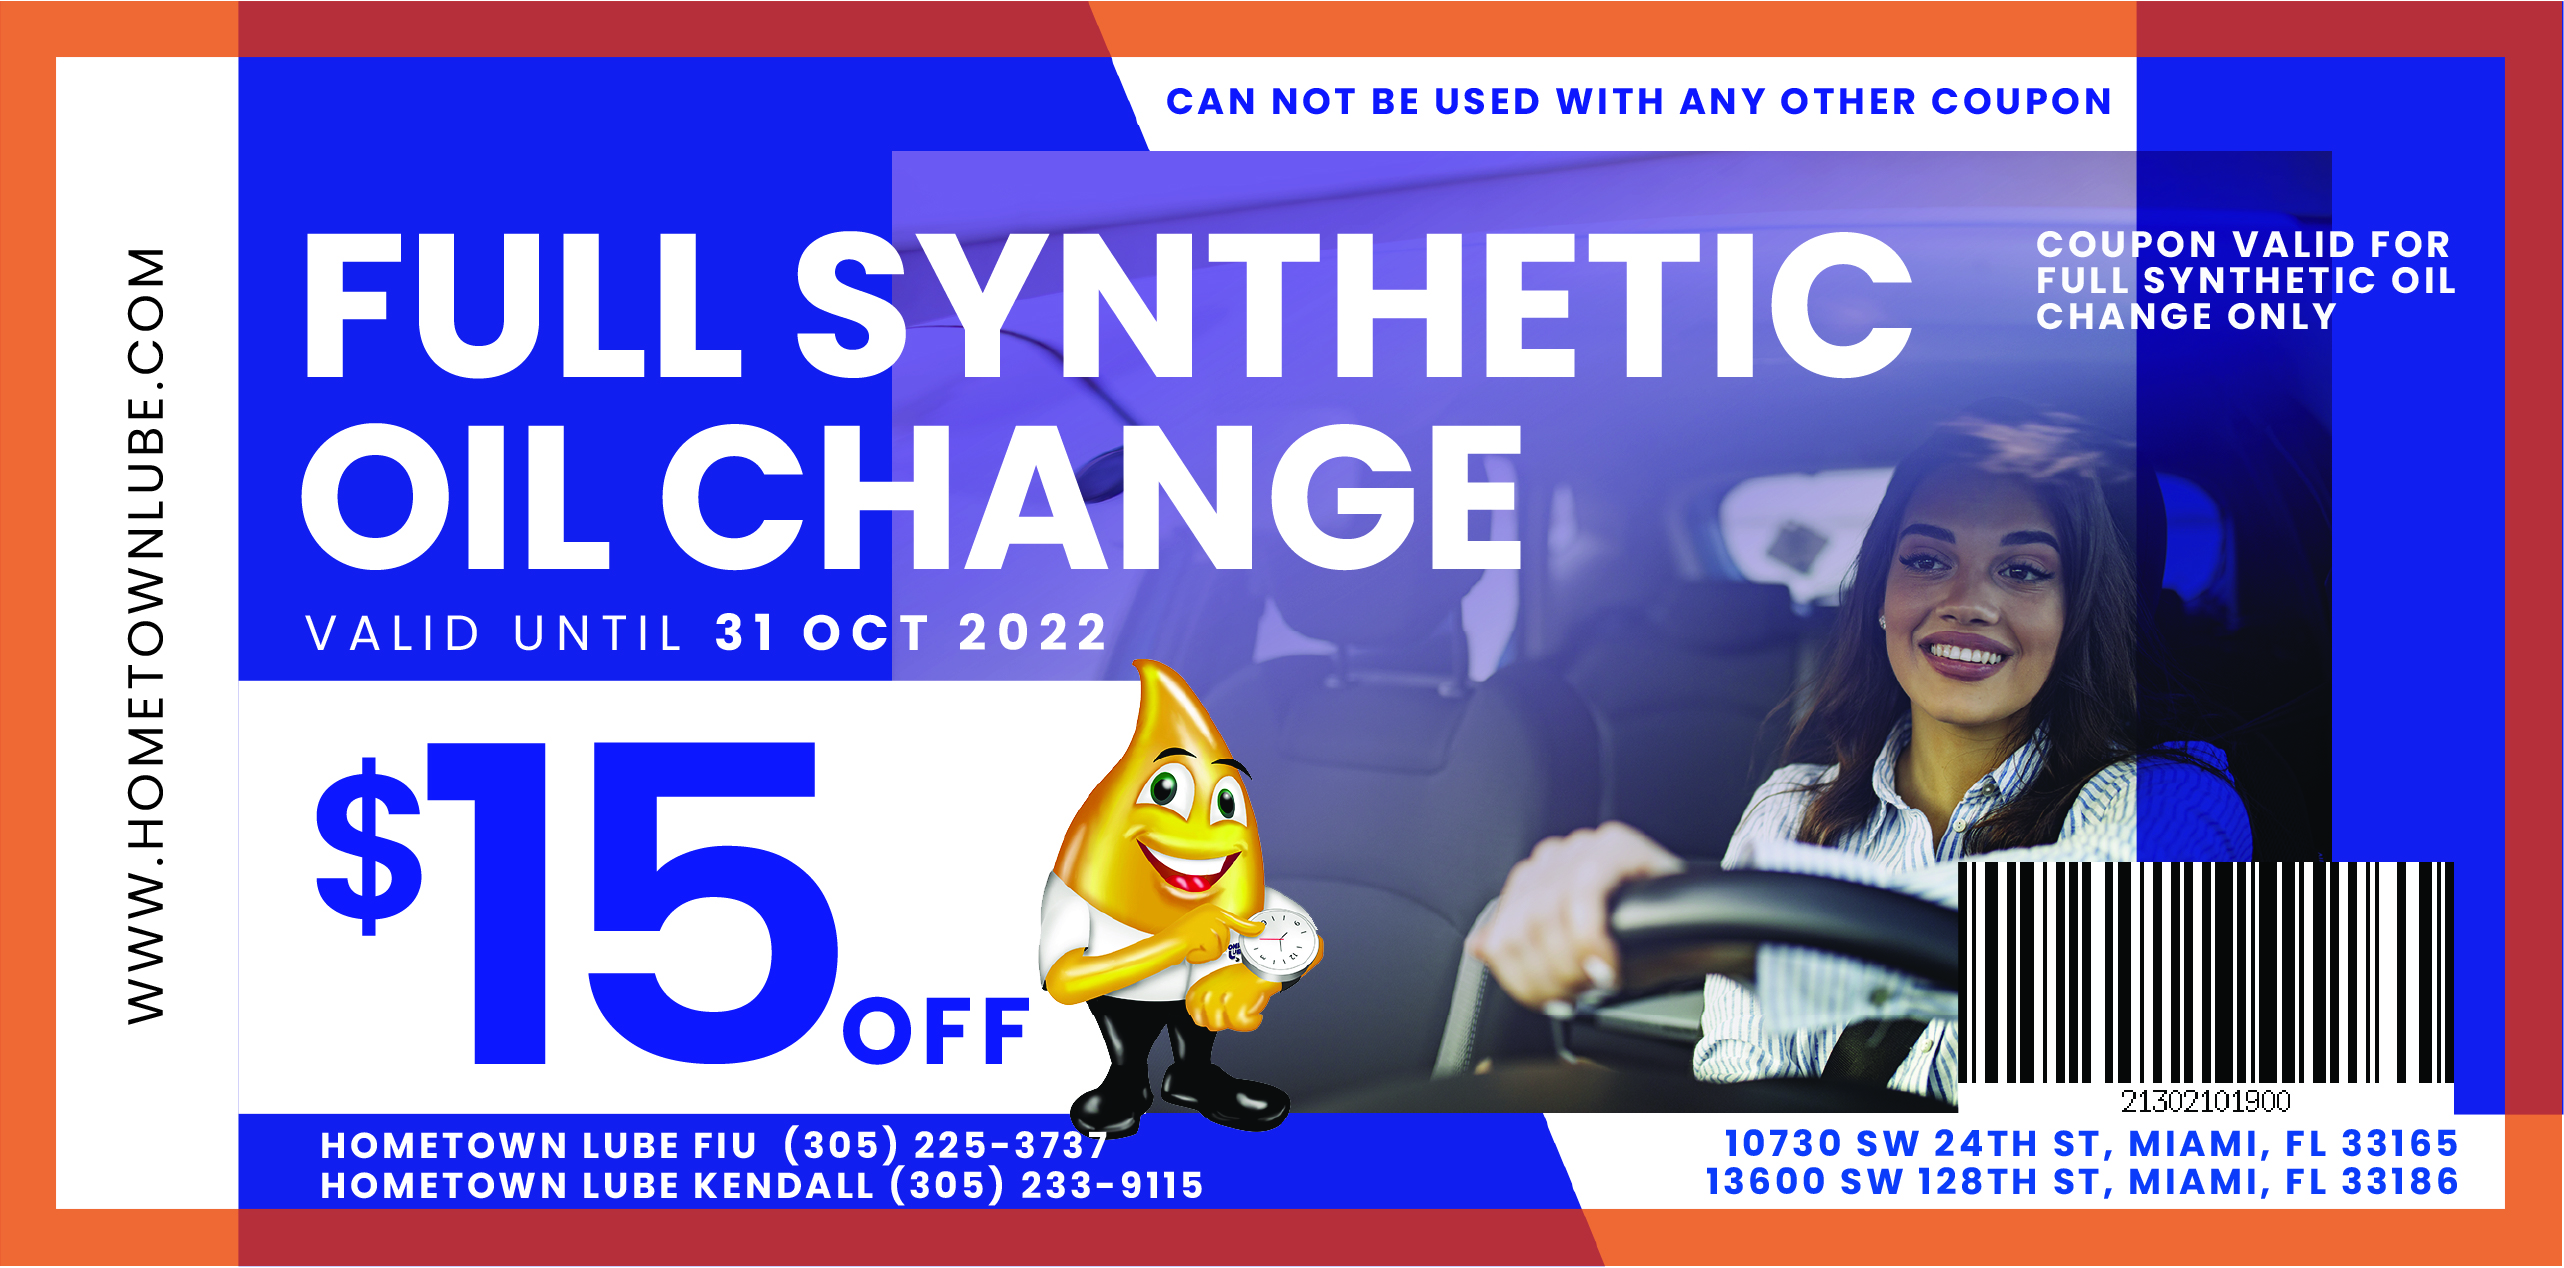 CAN NOT BE USED WITH ANY OTHER COUPON
WWW.HOMETOWNLUBE.COM
FULL SYNTHETIC
OIL CHANGE
COUPON VALID FOR
FULL SYNTHETIC OIL
CHANGE ONLY
VALID UNTIL 31 OCT 2022
$15 OFF
21302101900
HOMETOWN LUBE FIU (305) 225-3737
HOMETOWN LUBE KENDALL (305) 233-9115
10730 SW 24TH ST, MIAMI, FL 33165
13600 SW 128TH ST, MIAMI, FL 33186